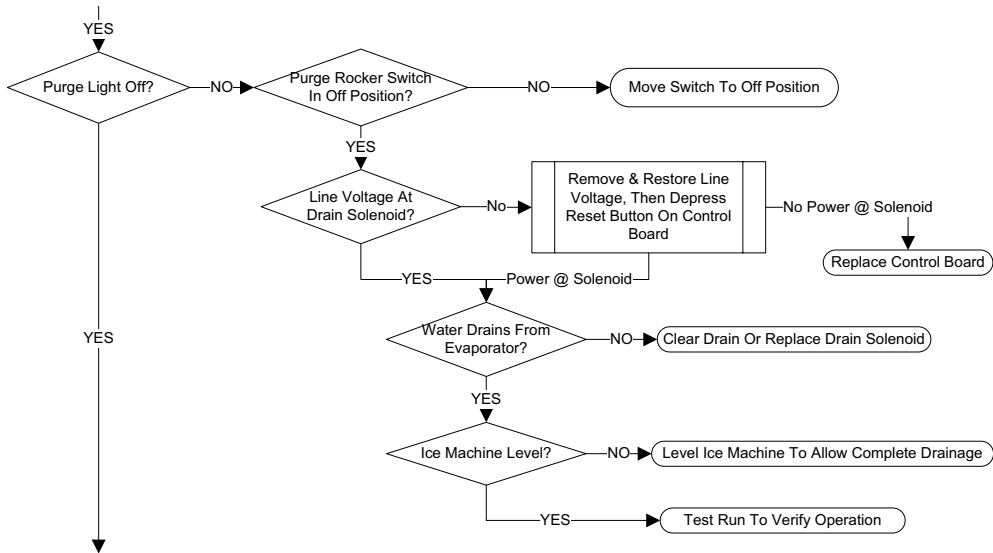 YES
Purge Light Off?
NO
Purge Rocker Switch
In Off Position?
NO
Move Switch To Off Position
YES
Line Voltage At
Drain Solenoid?
No
Remove & Restore Line
Voltage, Then Depress
Reset Button On Control
Board
No Power @ Solenoid
Replace Control Board
YES
Power @ Solenoid
YES
Water Drains From
Evaporator?
NO
Clear Drain Or Replace Drain Solenoid
YES
Ice Machine Level?
NO
Level Ice Machine To Allow Complete Drainage
YES
Test Run To Verify Operation